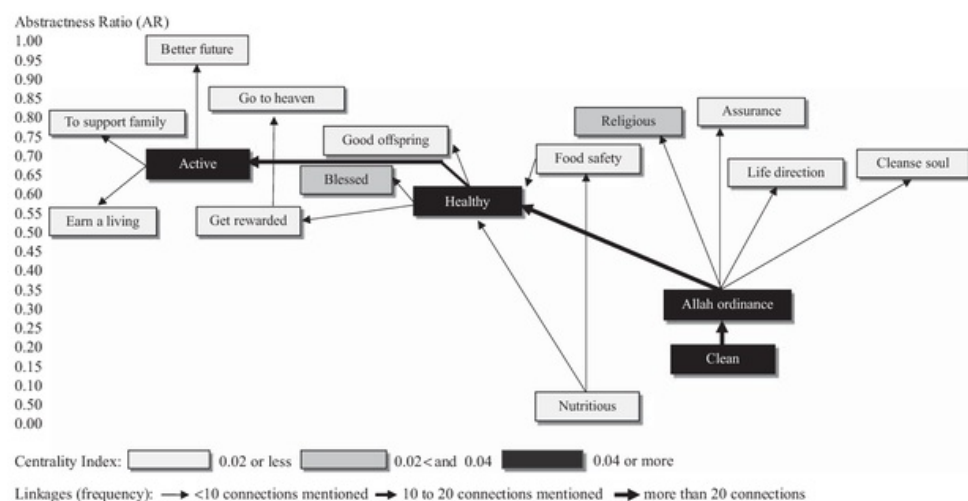 Abstractness Ratio (AR)
1.00
0.95
0.90
0.85
0.80
0.75
0.70
0.65
0.60
0.55
0.50
0.45
0.40
0.35
0.30
0.25
0.20
0.15
0.10
0.50
0.00
Better future
Go to heaven
To support family
Good offspring
Religious
Assurance
Active
Blessed
Food safety
Life direction
Cleanse soul
Healthy
Earn a living
Get rewarded
Allah ordinance
Clean
Nutritious
Centrality Index: 0.02 or less 0.02< and 0.04 0.04 or more
Linkages (frequency): <10 connections mentioned 10 to 20 connections mentioned more than 20 connections